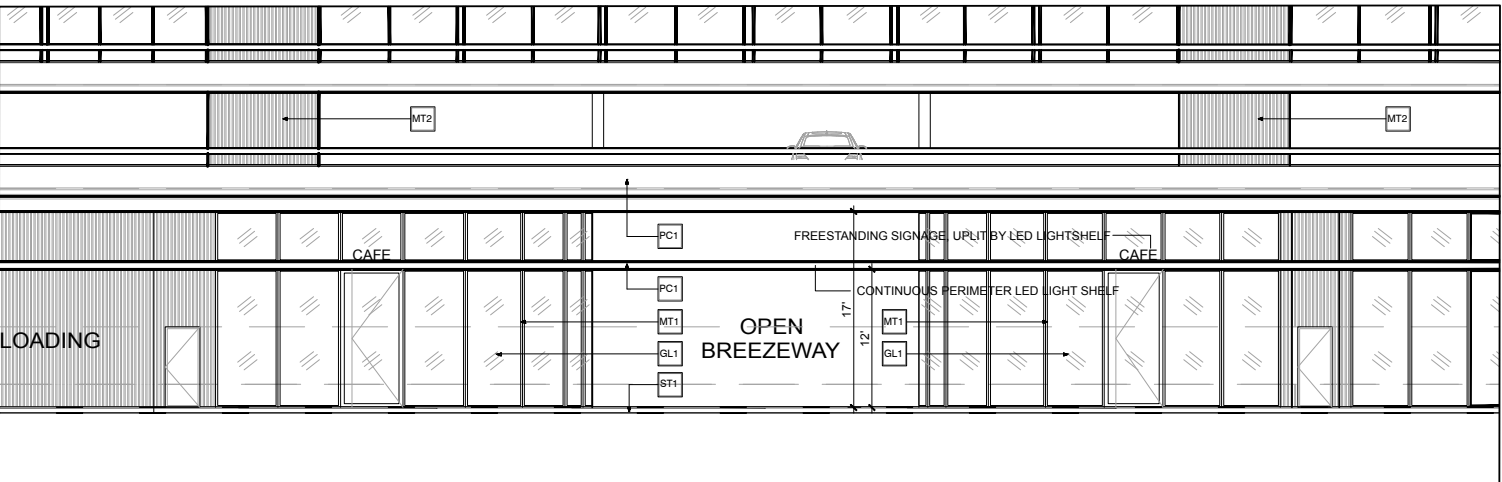 MT2
MT2
PC1
FREESTANDING SIGNAGE, UPLIT BY LED LIGHTSHELF
CAFE
CAFE
PC1
CONTINUOUS PERIMETER LED LIGHT SHELF
17'
12'
MT1
MT1
LOADING
OPEN
BREEZEWAY
GL1
GL1
ST1